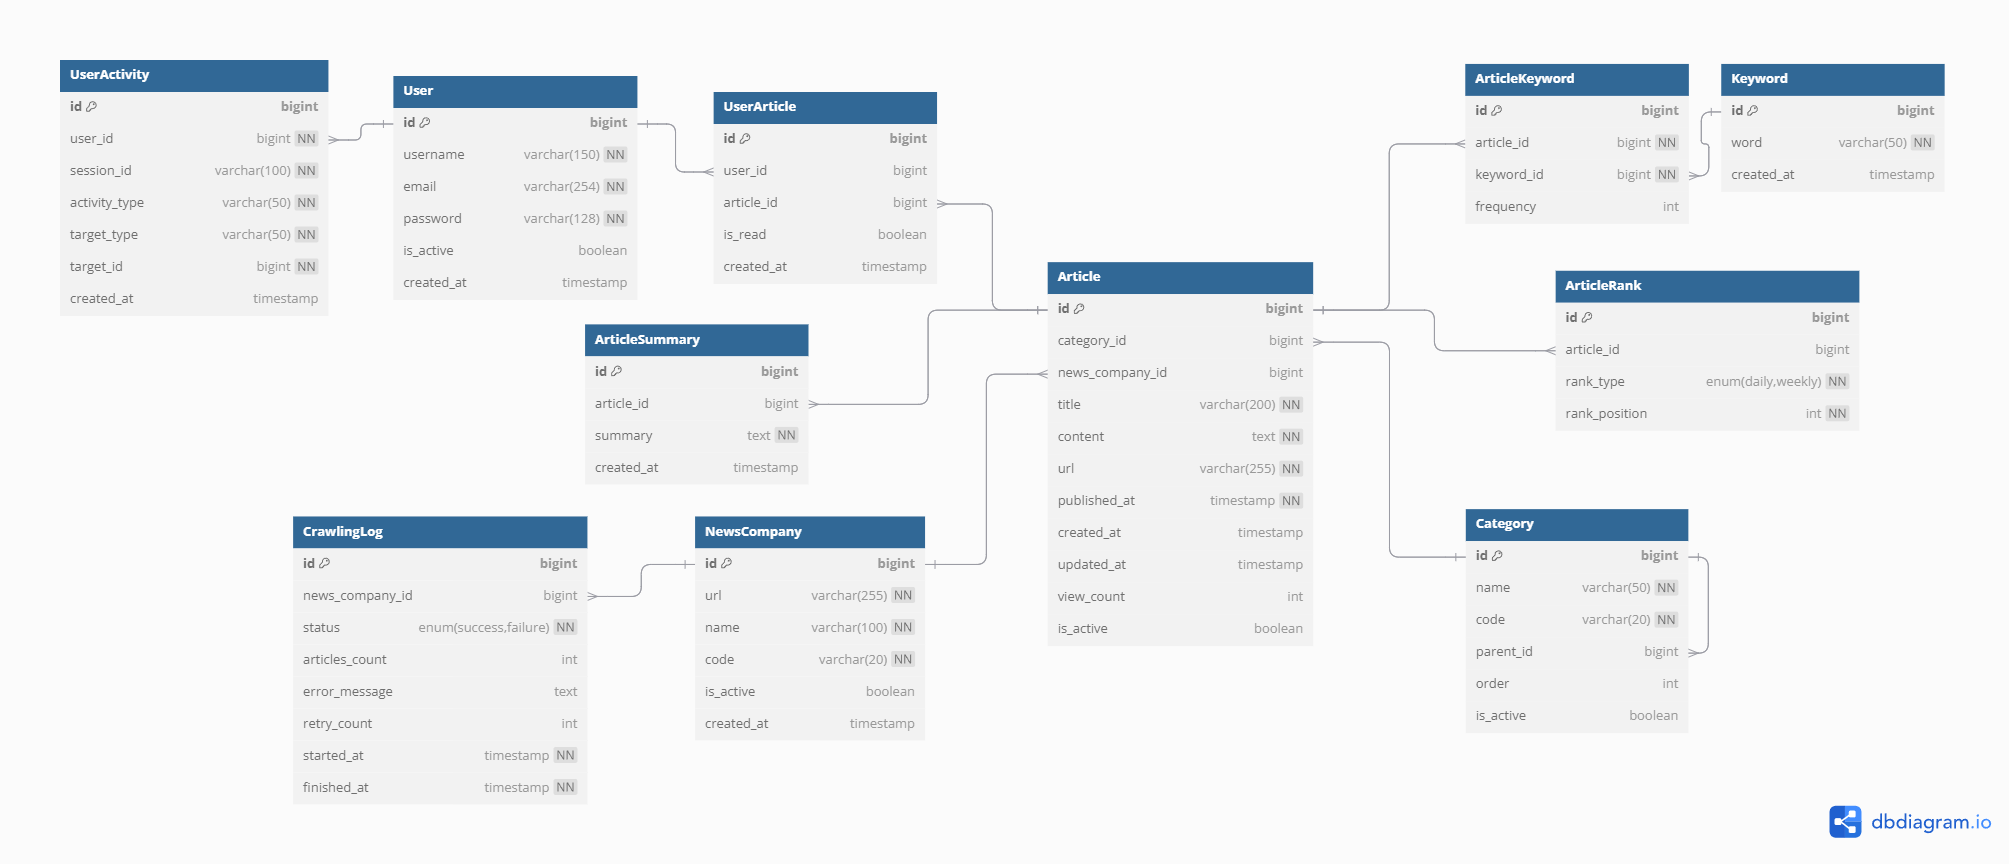 UserActivity
id bigint
user_id bigint NN
session_id varchar(100) NN
activity_type varchar(50) NN
target_type varchar(50) NN
target_id bigint NN
created_at timestamp
User
id bigint
username varchar(150) NN
email varchar(254) NN
password varchar(128) NN
is_active boolean
created_at timestamp
UserArticle
id bigint
user_id bigint
article_id bigint
is_read boolean
created_at timestamp
ArticleKeyword
id bigint
article_id bigint NN
keyword_id bigint NN
frequency int
Keyword
id bigint
word varchar(50) NN
created_at timestamp
Article
id bigint
category_id bigint
news_company_id bigint
title varchar(200) NN
content text NN
url varchar(255) NN
published_at timestamp NN
created_at timestamp
updated_at timestamp
view_count int
is_active boolean
ArticleRank
id bigint
article_id bigint
rank_type enum(daily,weekly) NN
rank_position int NN
ArticleSummary
id bigint
article_id bigint
summary text NN
created_at timestamp
CrawlingLog
id bigint
news_company_id bigint
status enum(success,failure) NN
articles_count int
error_message text
retry_count int
started_at timestamp NN
finished_at timestamp NN
NewsCompany
id bigint
url varchar(255) NN
name varchar(100) NN
code varchar(20) NN
is_active boolean
created_at timestamp
Category
id bigint
name varchar(50) NN
code varchar(20) NN
parent_id bigint
order int
is_active boolean
dbdiagram.io